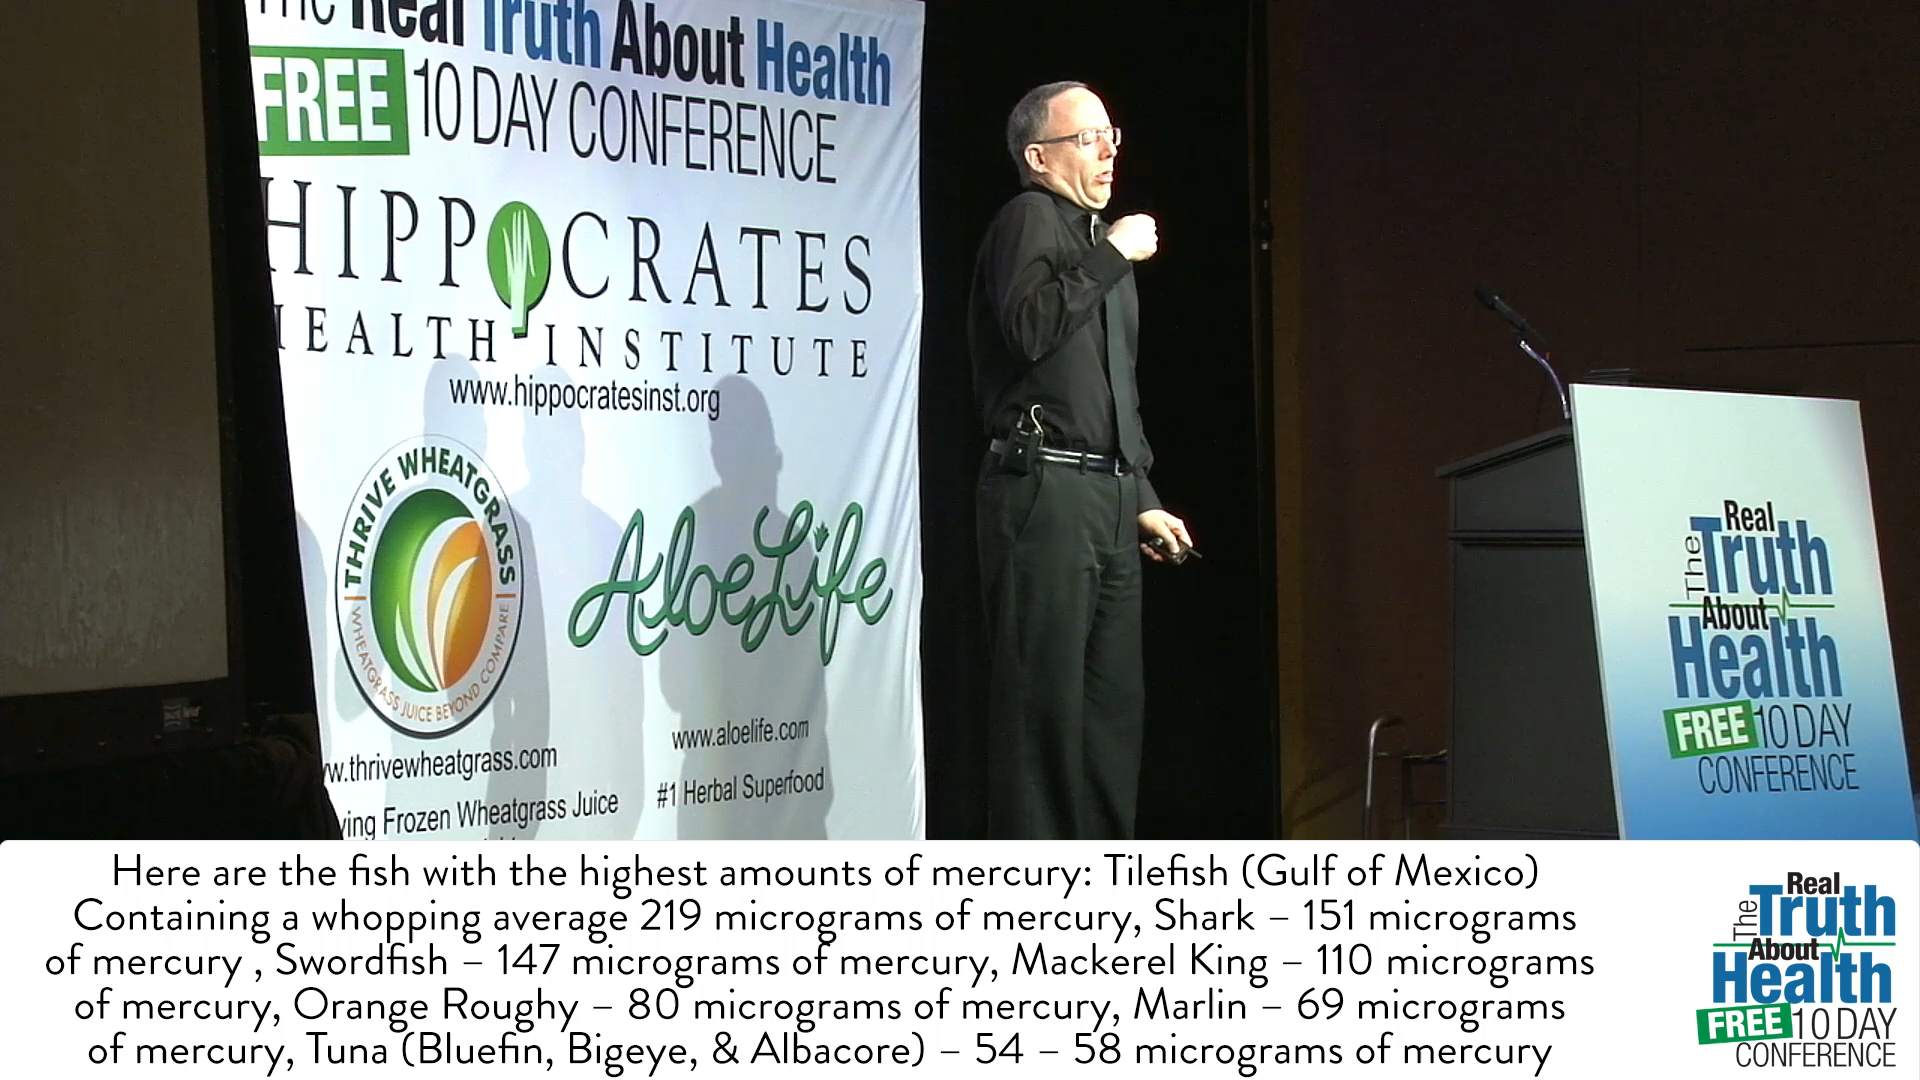 The Real Truth About Health
FREE 10 DAY CONFERENCE
HIPPOCRATES
HEALTH INSTITUTE
www.hippocratesinst.org
THRIVE WHEATGRASS
WHEATGRASS JUICE BEYOND COMPARE
AloeLife
w.thrivewheatgrass.com
www.aloelife.com
ving Frozen Wheatgrass Juice
#1 Herbal Superfood
The Real
Truth
About
Health
FREE 10 DAY
CONFERENCE
Here are the fish with the highest amounts of mercury: Tilefish (Gulf of Mexico)
Containing a whopping average 219 micrograms of mercury, Shark – 151 micrograms
of mercury , Swordfish – 147 micrograms of mercury, Mackerel King – 110 micrograms
of mercury, Orange Roughy – 80 micrograms of mercury, Marlin – 69 micrograms
of mercury, Tuna (Bluefin, Bigeye, & Albacore) – 54 – 58 micrograms of mercury
The Real
Truth
About
Health
FREE 10 DAY
CONFERENCE